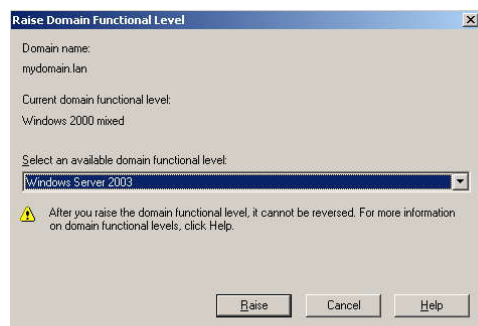 Raise Domain Functional Level
Domain name:
mydomain.lan
Current domain functional level:
Windows 2000 mixed
Select an available domain functional level:
Windows Server 2003
After you raise the domain functional level, it cannot be reversed. For more information
on domain functional levels, click Help.
Raise Cancel Help